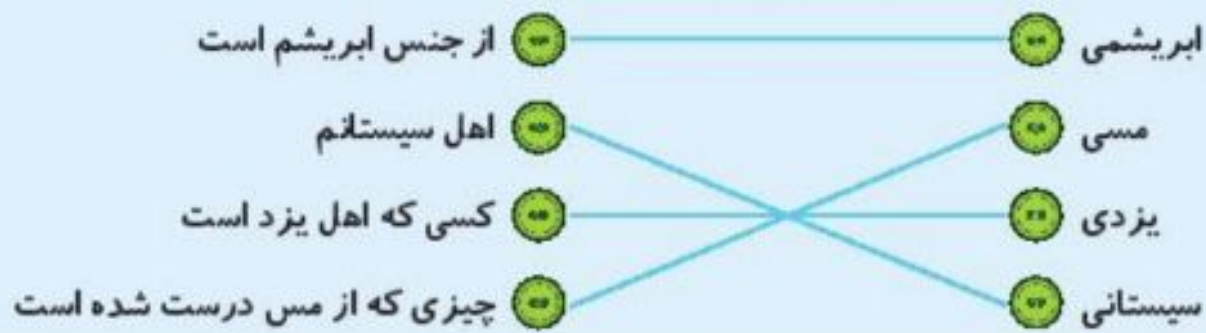 ابریشمی از جنس ابریشم است
مسی اهل سیستانم
یزدی کسی که اهل یزد است
سیستانی چیزی که از مس درست شده است